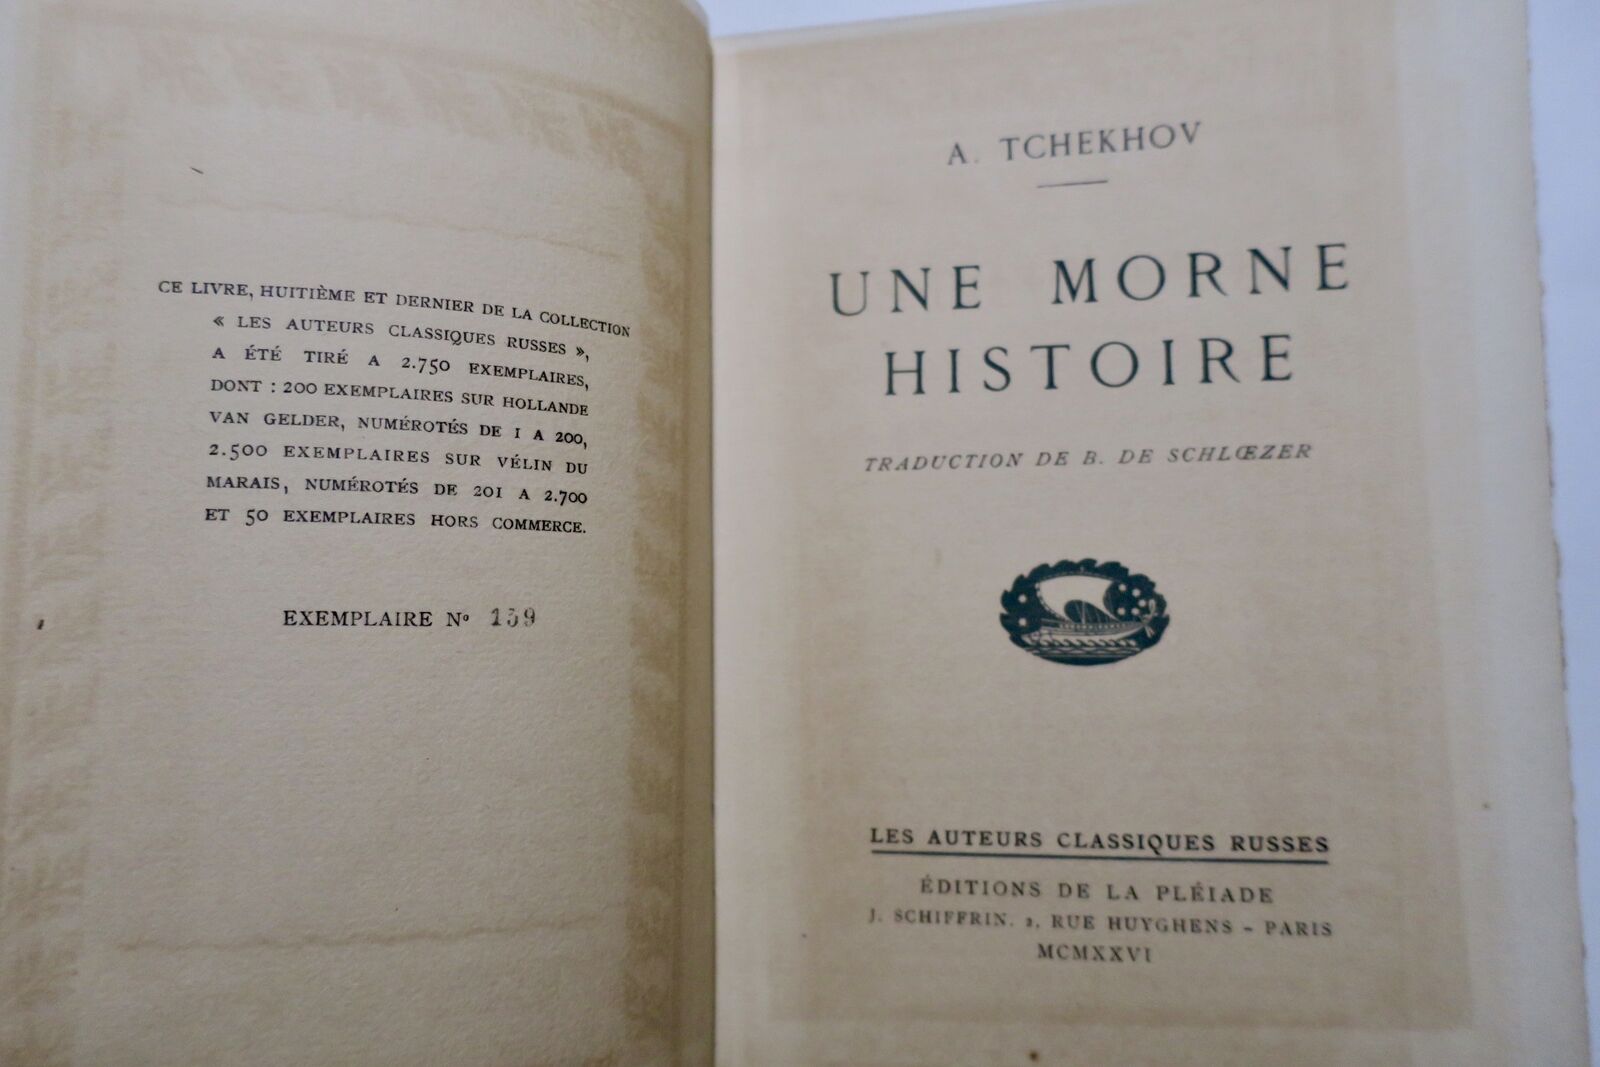 CE LIVRE, HUITIÈME ET DERNIER DE LA COLLECTION
« LES AUTEURS CLASSIQUES RUSSES »,
A ÉTÉ TIRÉ A 2.750 EXEMPLAIRES,
DONT : 200 EXEMPLAIRES SUR HOLLANDE
VAN GELDER, NUMÉROTÉS DE 1 A 200,
2.500 EXEMPLAIRES SUR VÉLIN DU
MARAIS, NUMÉROTÉS DE 201 A 2.700
ET 50 EXEMPLAIRES HORS COMMERCE.
EXEMPLAIRE Nº 159
A. TCHEKHOV
UNE MORNE
HISTOIRE
TRADUCTION DE B. DE SCHLŒZER
LES AUTEURS CLASSIQUES RUSSES
ÉDITIONS DE LA PLÉIADE
J. SCHIFFRIN. 2, RUE HUYGHENS – PARIS
MCMXXVI